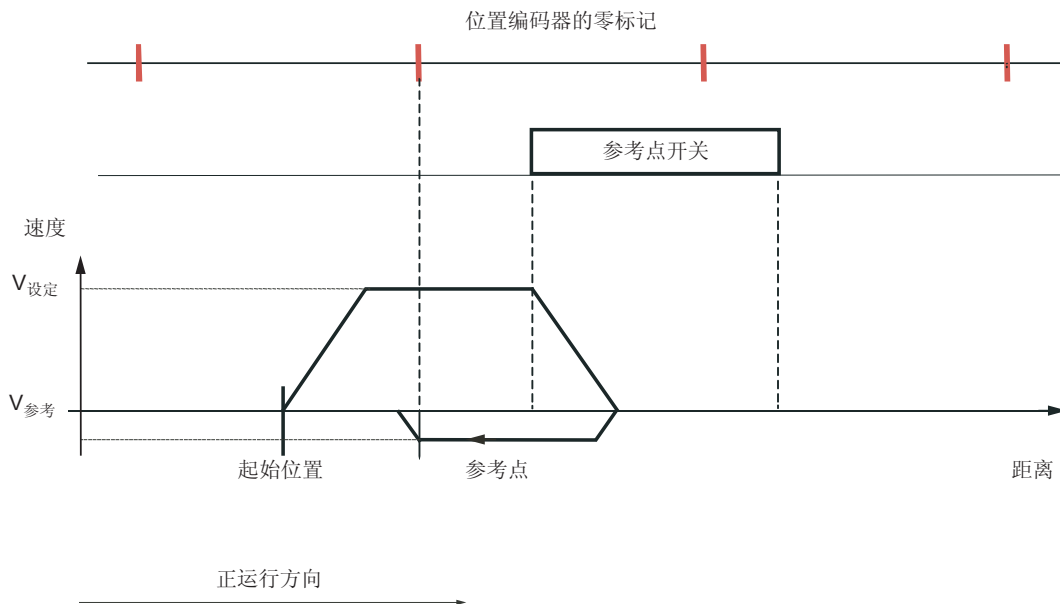 位置编码器的零标记
参考点开关
速度
V设定
V参考
起始位置
参考点
距离
正运行方向